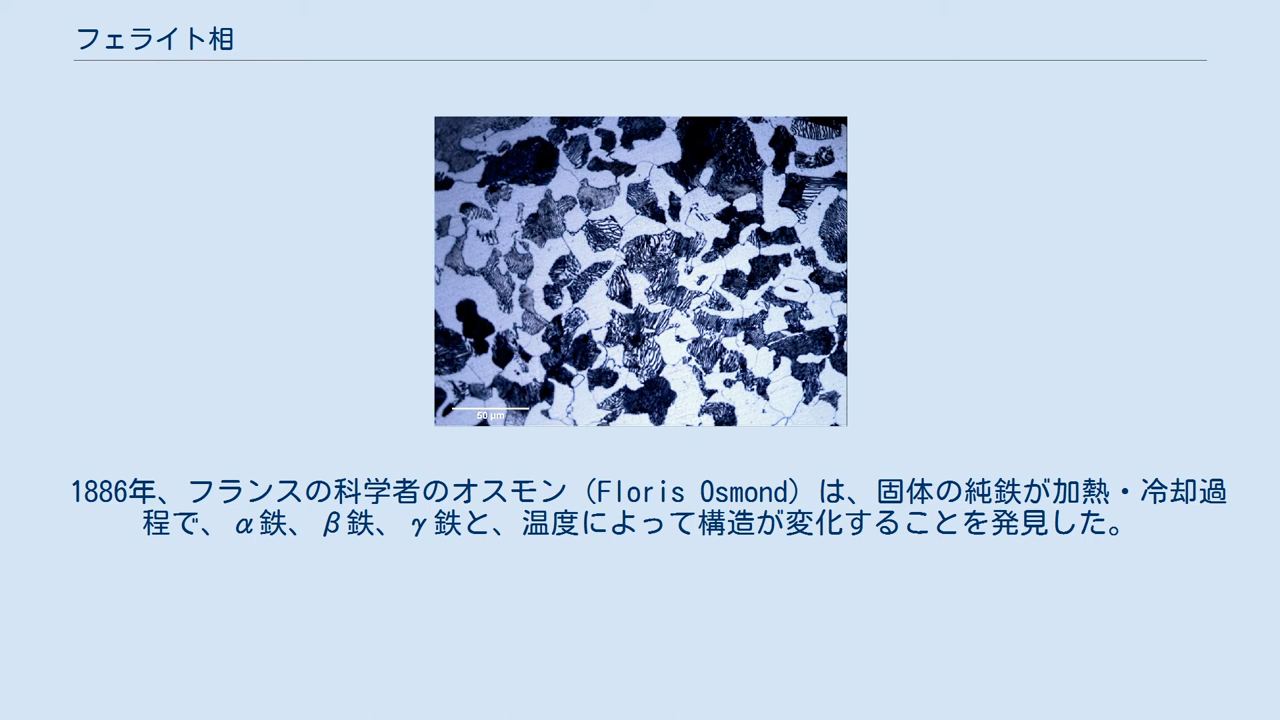 フェライト相
50 µm
1886年、フランスの科学者のオスモン（Floris Osmond）は、固体の純鉄が加熱・冷却過
程で、α鉄、β鉄、γ鉄と、温度によって構造が変化することを発見した。